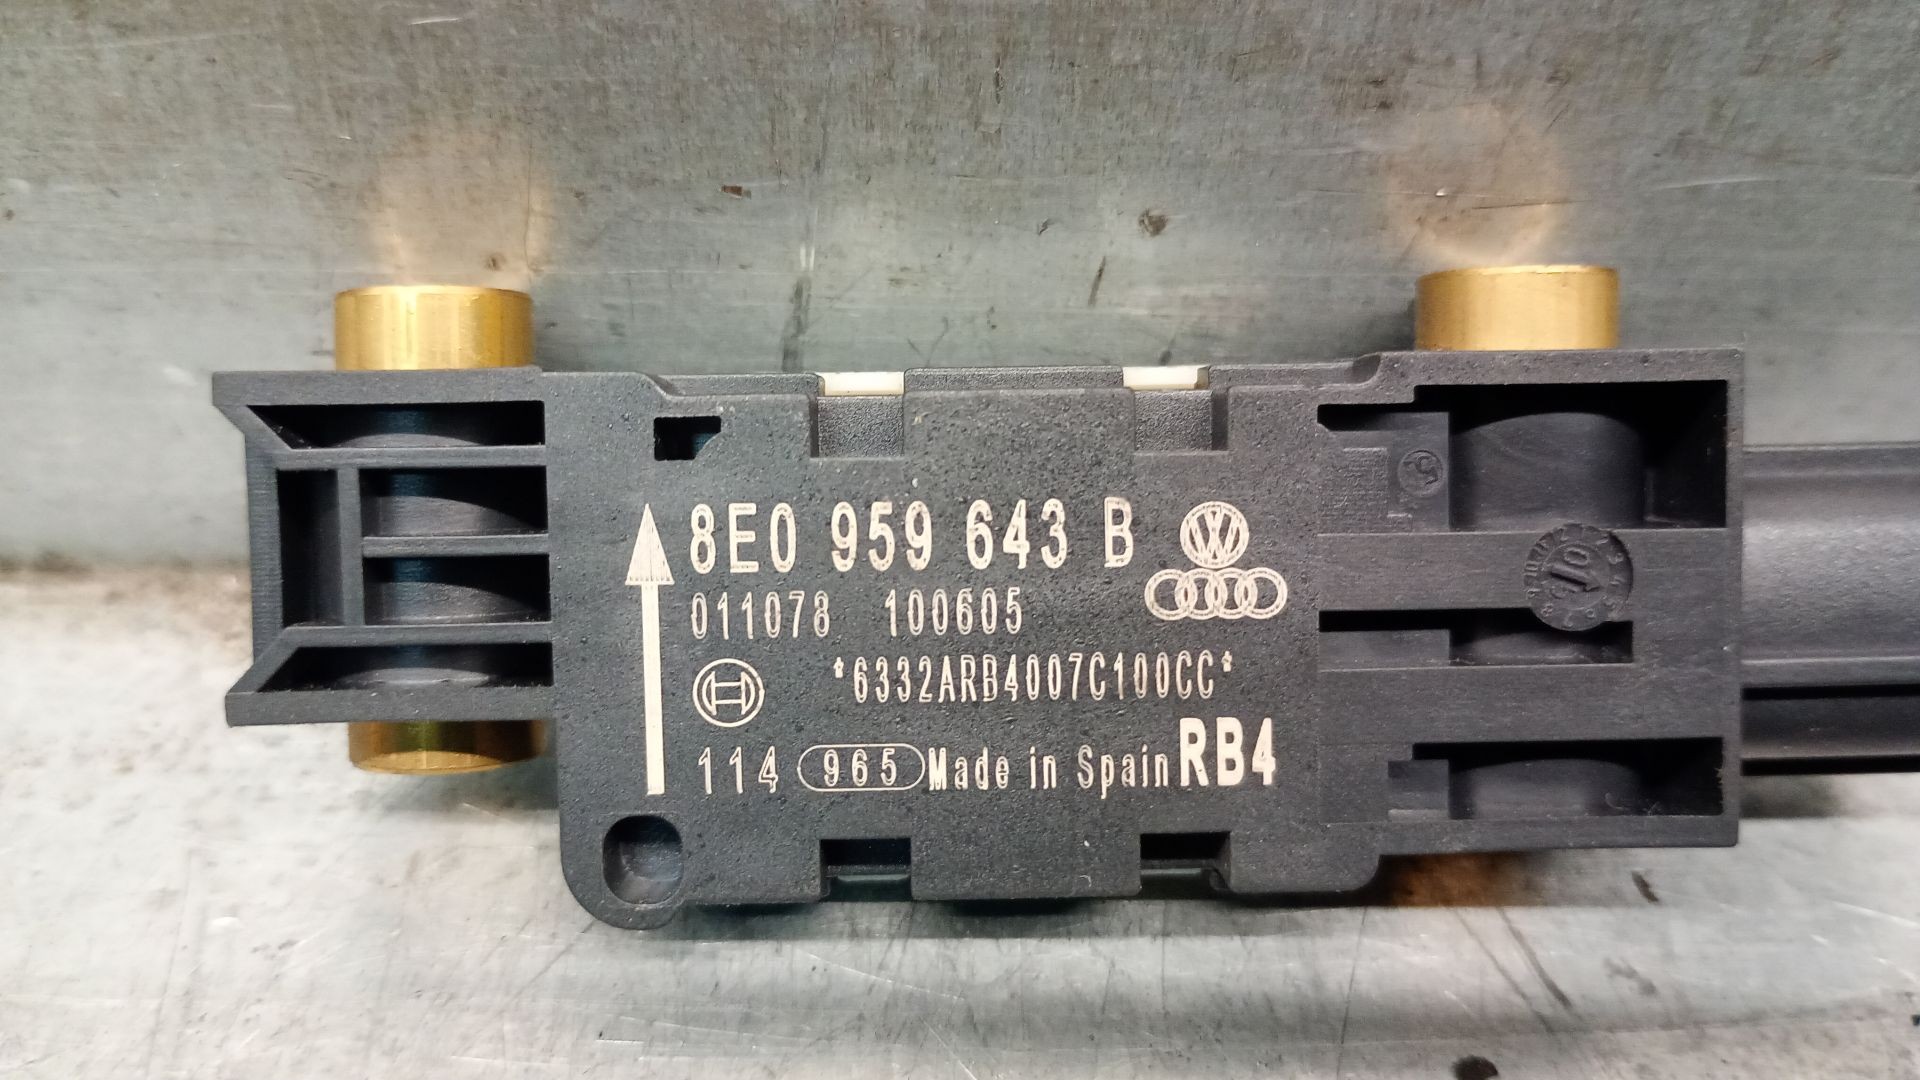 8E0 959 643 B
011078 100605
*6332ARB4007C100CC*
114 965 Made in Spain RB4